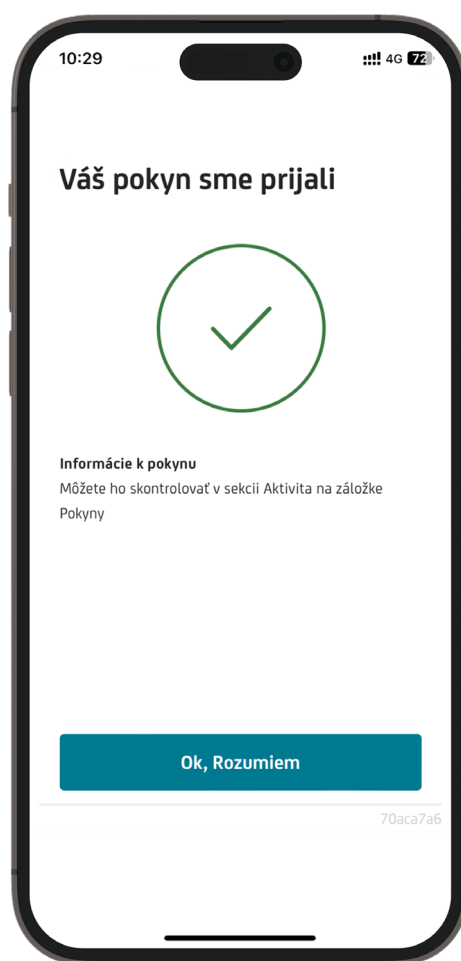 10:29
4G 72
Váš pokyn sme prijali
Informácie k pokynu
Môžete ho skontrolovať v sekcii Aktivita na záložke
Pokyny
Ok, Rozumiem
70aca7a6